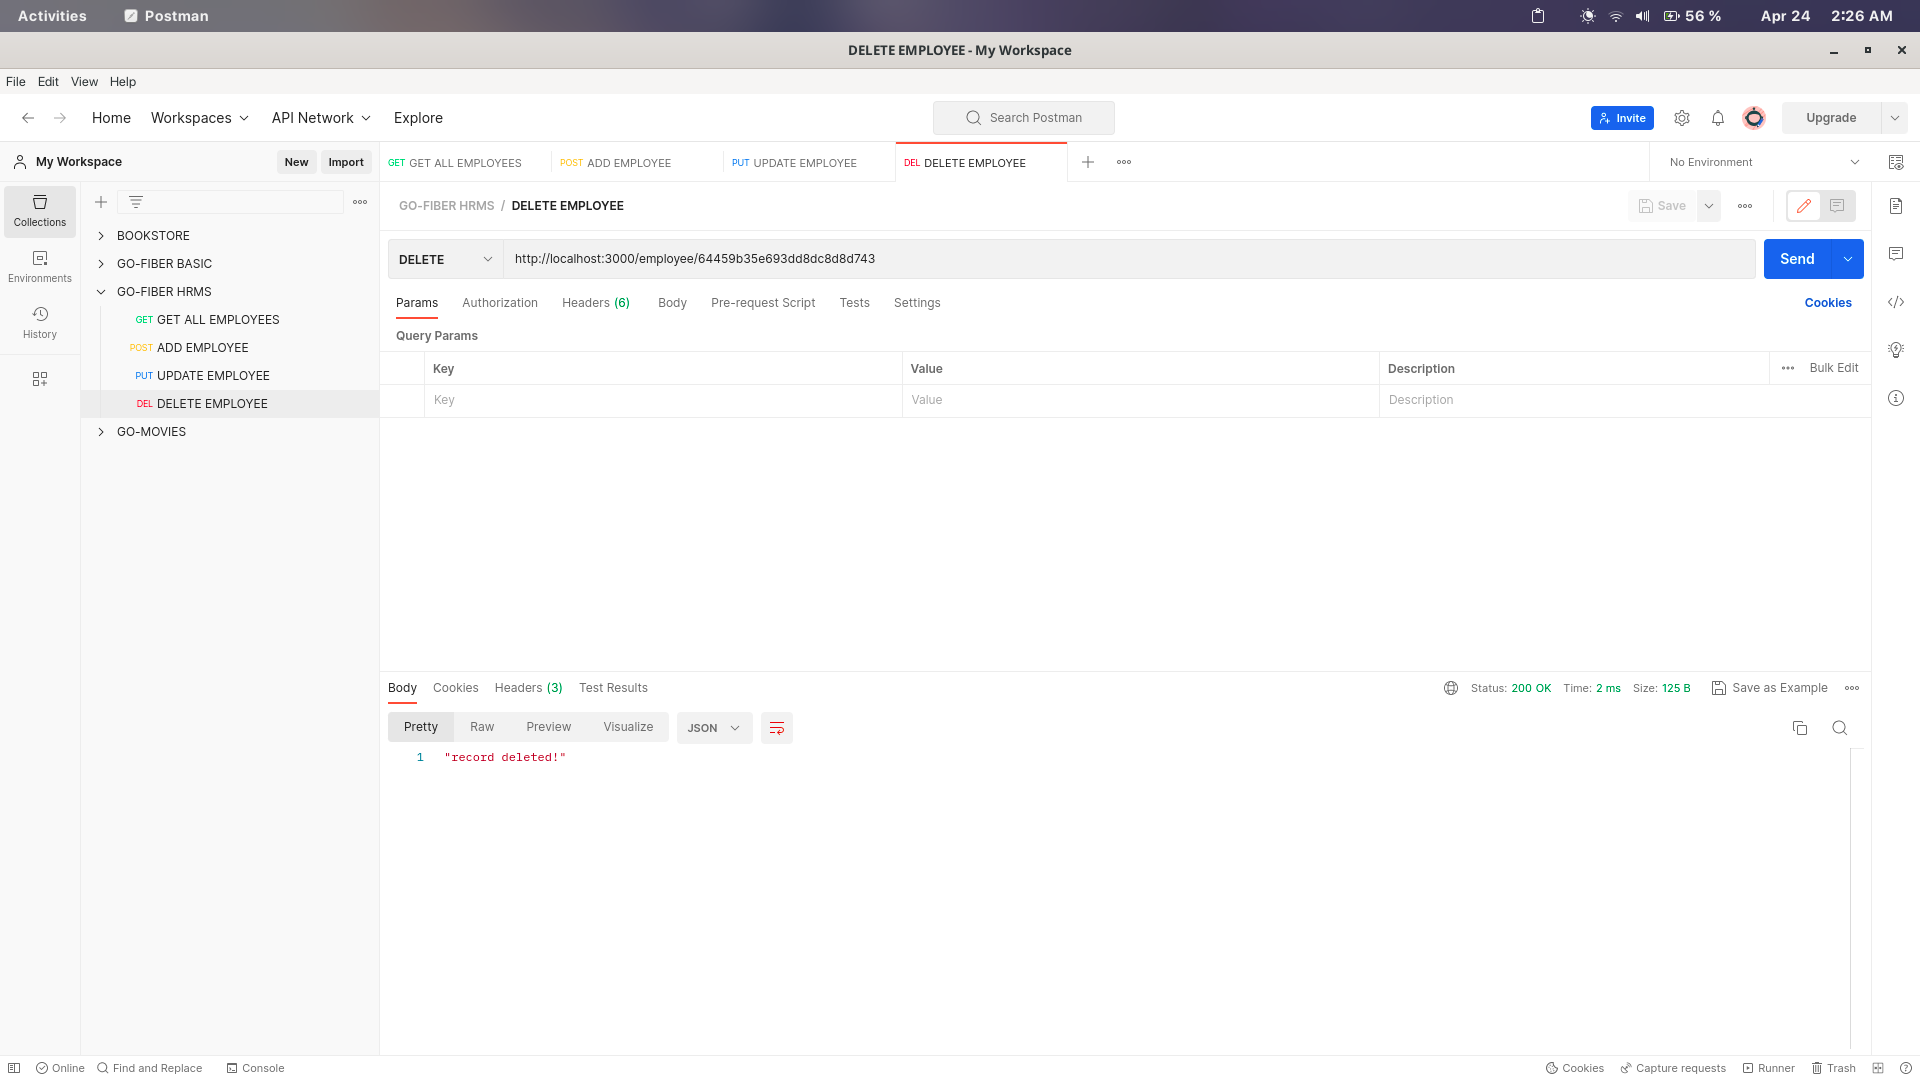 Activities Postman 56 % Apr 24 2:26 AM
DELETE EMPLOYEE - My Workspace
File Edit View Help
Home Workspaces API Network Explore Search Postman Invite Upgrade
My Workspace New Import GET GET ALL EMPLOYEES POST ADD EMPLOYEE PUT UPDATE EMPLOYEE DEL DELETE EMPLOYEE No Environment
Collections
Environments
History
BOOKSTORE
GO-FIBER BASIC
GO-FIBER HRMS
GET GET ALL EMPLOYEES
POST ADD EMPLOYEE
PUT UPDATE EMPLOYEE
DEL DELETE EMPLOYEE
GO-MOVIES
GO-FIBER HRMS / DELETE EMPLOYEE Save
DELETE http://localhost:3000/employee/64459b35e693dd8dc8d8d743 Send
Params Authorization Headers (6) Body Pre-request Script Tests Settings Cookies
Query Params
Key Value Description Bulk Edit
Key Value Description
Body Cookies Headers (3) Test Results Status: 200 OK Time: 2 ms Size: 125 B Save as Example
Pretty Raw Preview Visualize JSON
1 "record deleted!"
Online Find and Replace Console Cookies Capture requests Runner Trash